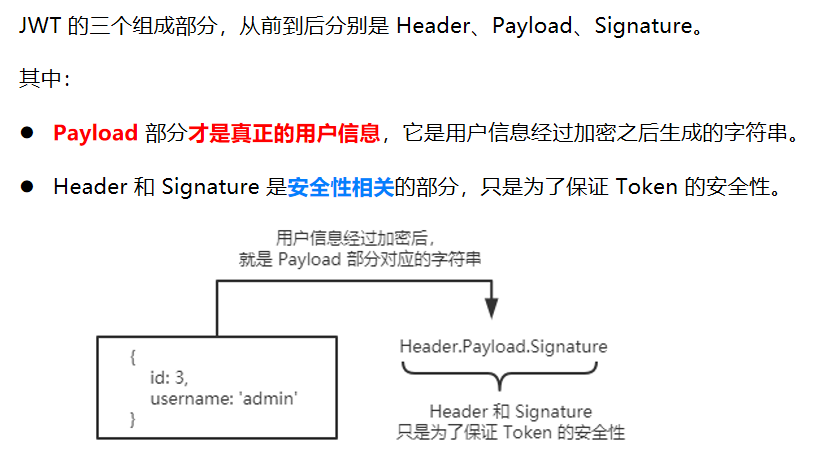 JWT 的三个组成部分，从前到后分别是 Header、Payload、Signature。
其中：
● Payload 部分才是真正的用户信息，它是用户信息经过加密之后生成的字符串。
● Header 和 Signature 是安全性相关的部分，只是为了保证 Token 的安全性。
用户信息经过加密后，
就是 Payload 部分对应的字符串
{
id: 3,
username: 'admin'
}
Header.Payload.Signature
Header 和 Signature
只是为了保证 Token 的安全性